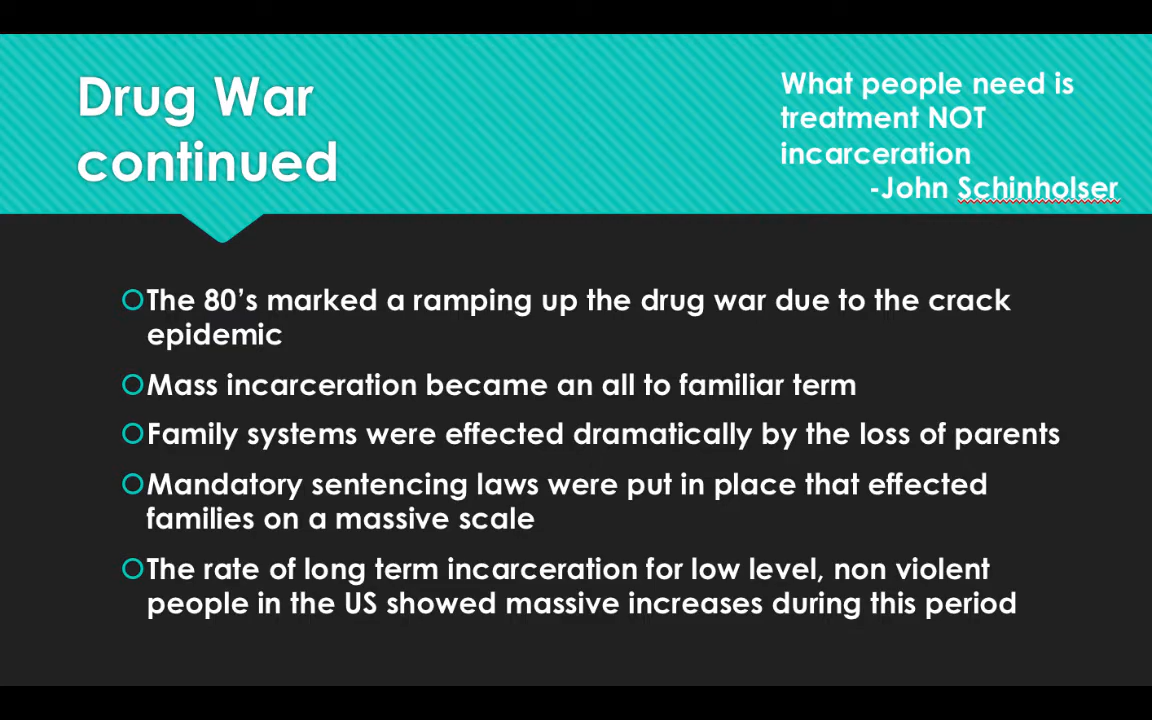 Drug War
continued
What people need is
treatment NOT
incarceration
-John Schinholser
The 80's marked a ramping up the drug war due to the crack
epidemic
Mass incarceration became an all to familiar term
Family systems were effected dramatically by the loss of parents
Mandatory sentencing laws were put in place that effected
families on a massive scale
The rate of long term incarceration for low level, non violent
people in the US showed massive increases during this period